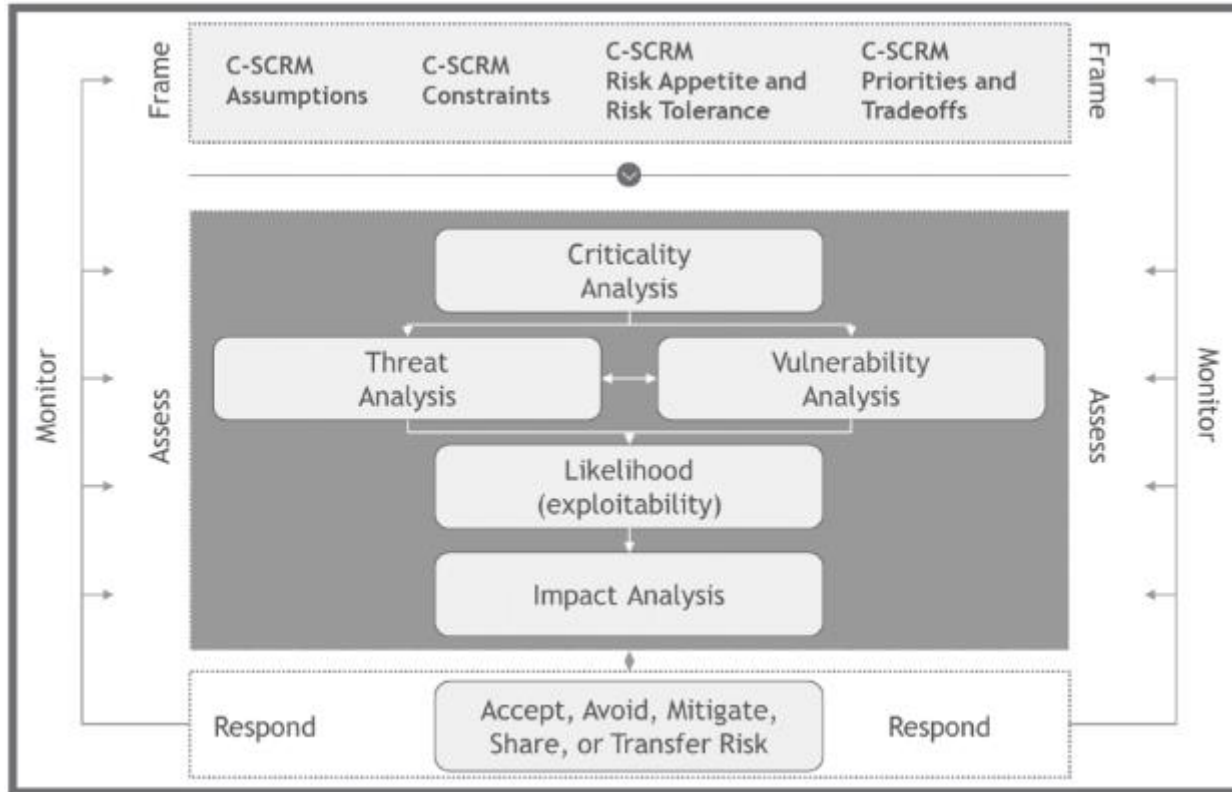 Frame
C-SCRM
Assumptions
C-SCRM
Constraints
C-SCRM
Risk Appetite and
Risk Tolerance
C-SCRM
Priorities and
Tradeoffs
Frame
Monitor
Assess
Criticality
Analysis
Threat
Analysis
Vulnerability
Analysis
Likelihood
(exploitability)
Impact Analysis
Assess
Monitor
Respond
Accept, Avoid, Mitigate,
Share, or Transfer Risk
Respond